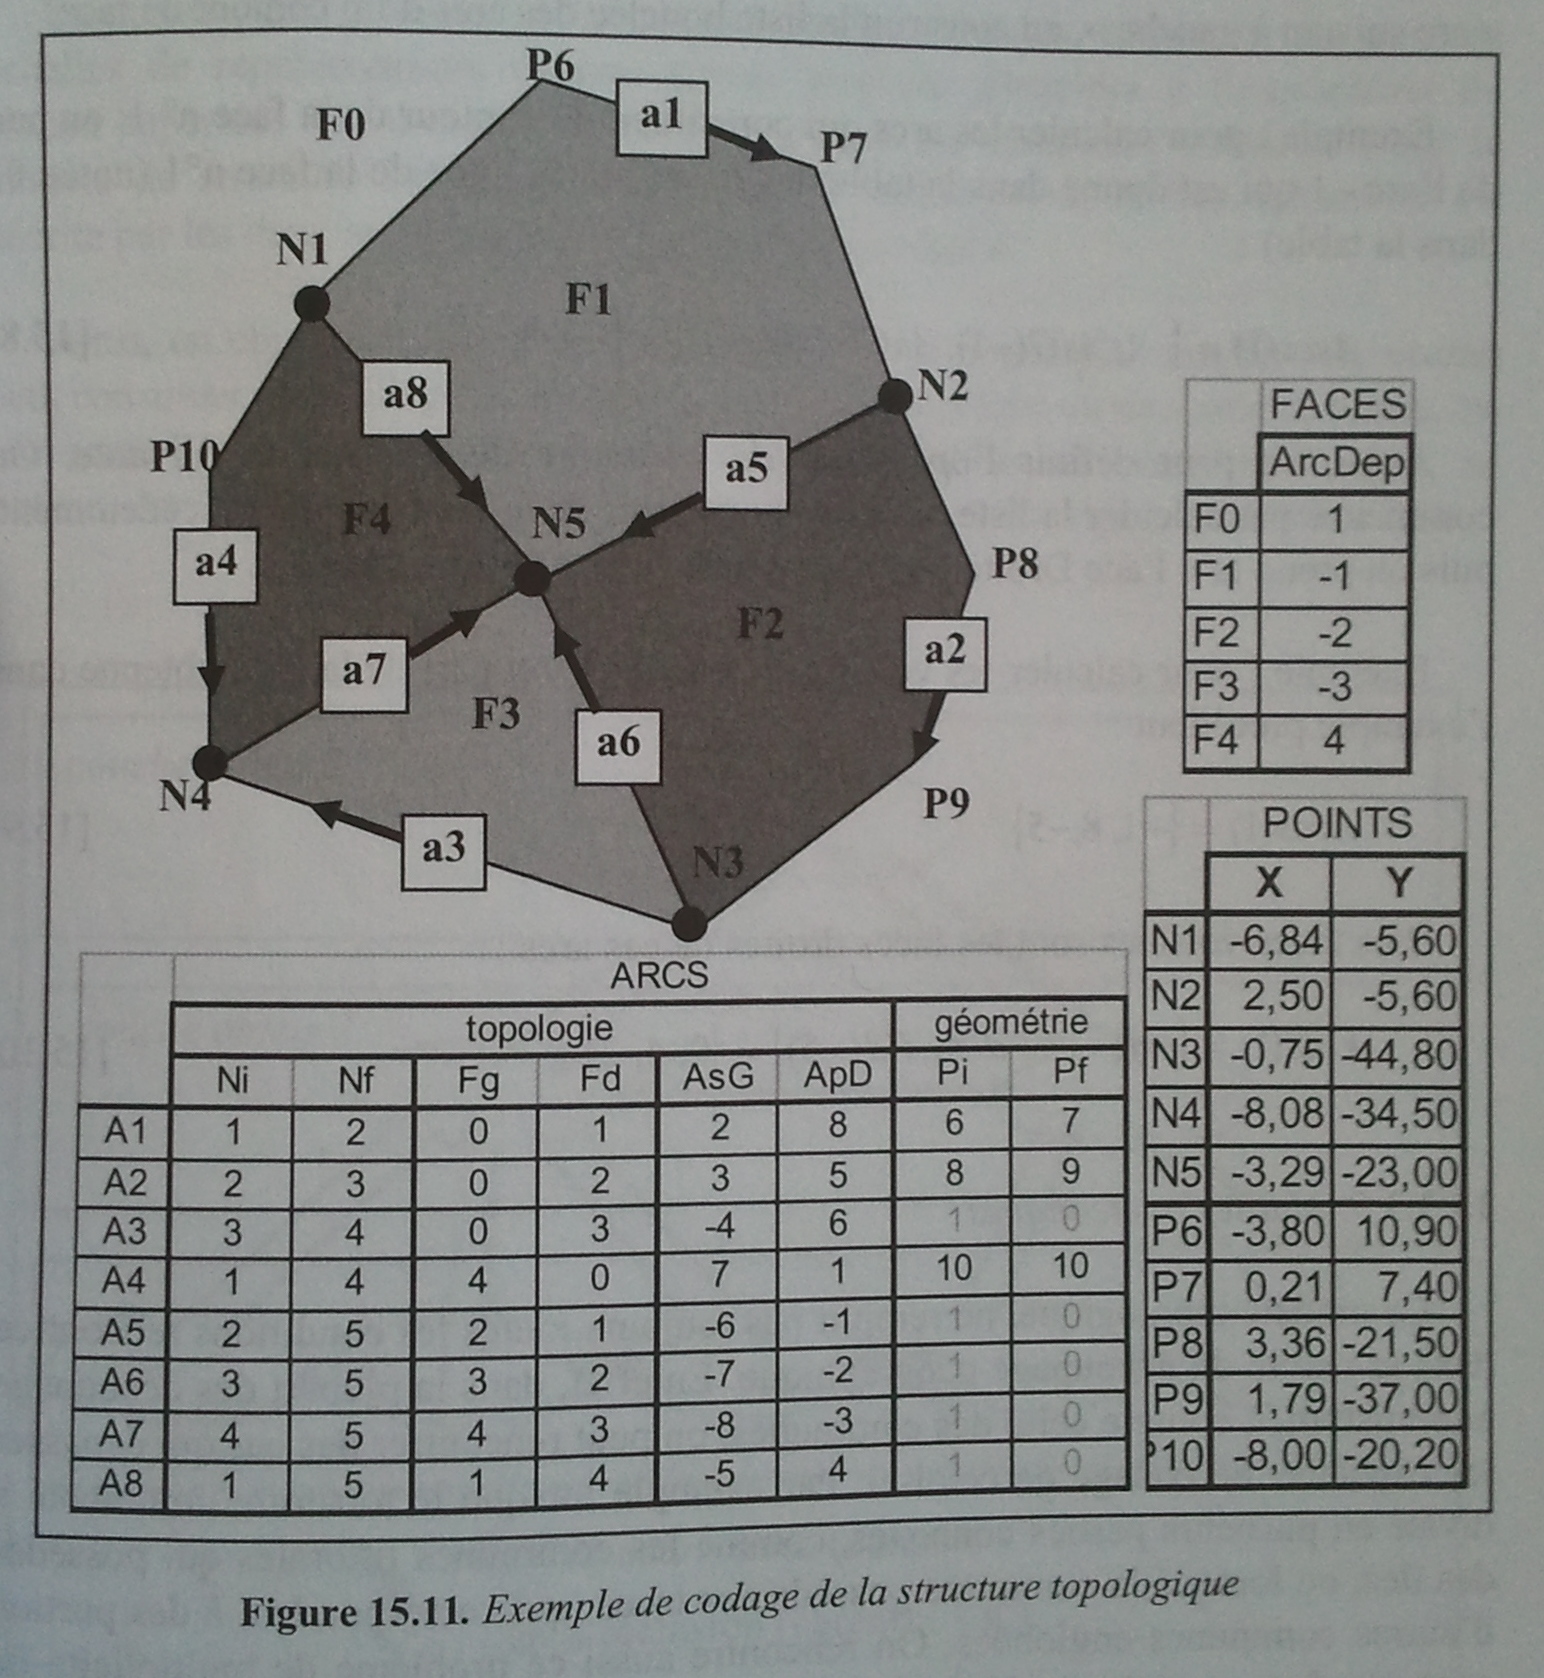 P6
F0
a1
P7
N1
F1
a8
N2
P10
a5
F4
N5
P8
a4
F2
a2
a7
F3
a6
N4
P9
a3
N3
FACES
ArcDep
F0 1
F1 -1
F2 -2
F3 -3
F4 4
POINTS
X Y
N1 -6,84 -5,60
N2 2,50 -5,60
N3 -0,75 -44,80
N4 -8,08 -34,50
N5 -3,29 -23,00
P6 -3,80 10,90
P7 0,21 7,40
P8 3,36 -21,50
P9 1,79 -37,00
P10 -8,00 -20,20
ARCS
topologie géométrie
Ni Nf Fg Fd AsG ApD Pi Pf
A1 1 2 0 1 2 8 6 7
A2 2 3 0 2 3 5 8 9
A3 3 4 0 3 -4 6 1 0
A4 1 4 4 0 7 1 10 10
A5 2 5 2 1 -6 -1 1 0
A6 3 5 3 2 -7 -2 1 0
A7 4 5 4 3 -8 -3 1 0
A8 1 5 1 4 -5 4 1 0
Figure 15.11. Exemple de codage de la structure topologique